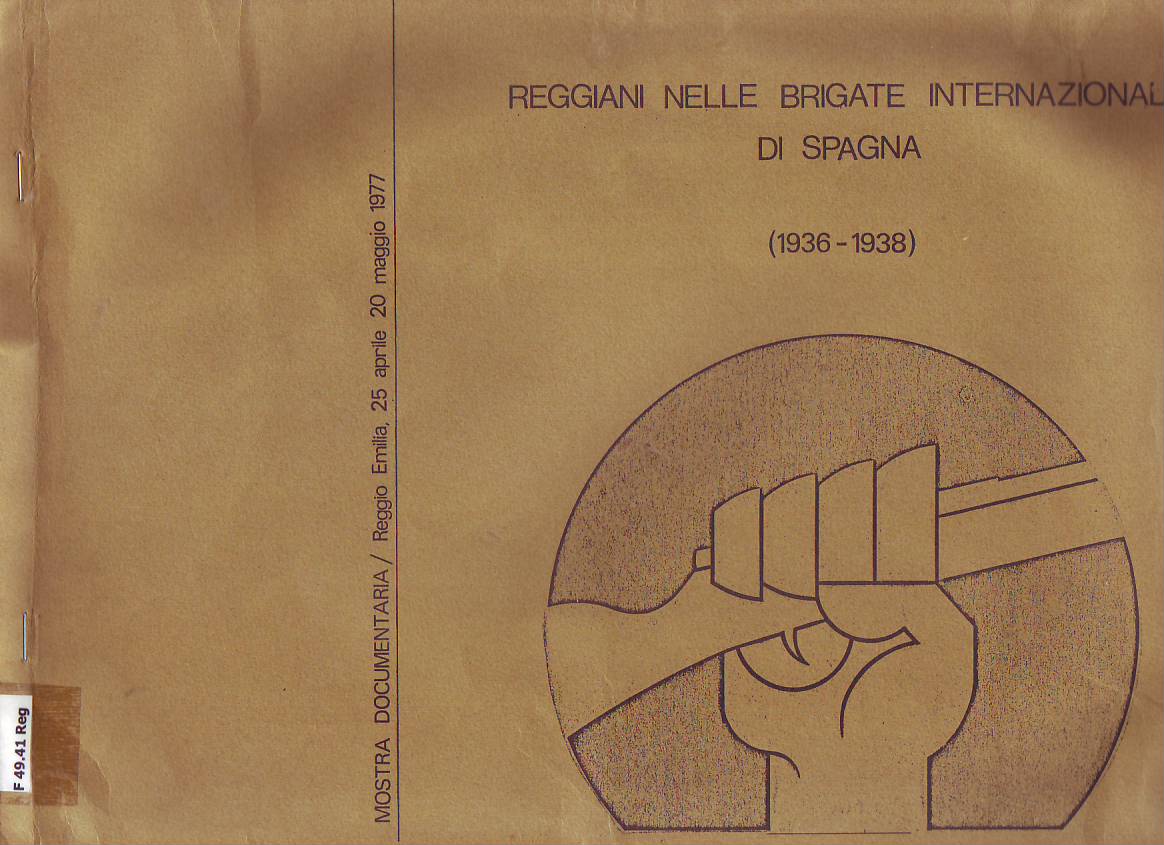 REGGIANI NELLE BRIGATE INTERNAZIONAL
DI SPAGNA
(1936-1938)
MOSTRA DOCUMENTARIA / Reggio Emilia, 25 aprile 20 maggio 1977
F 49.41 Reg